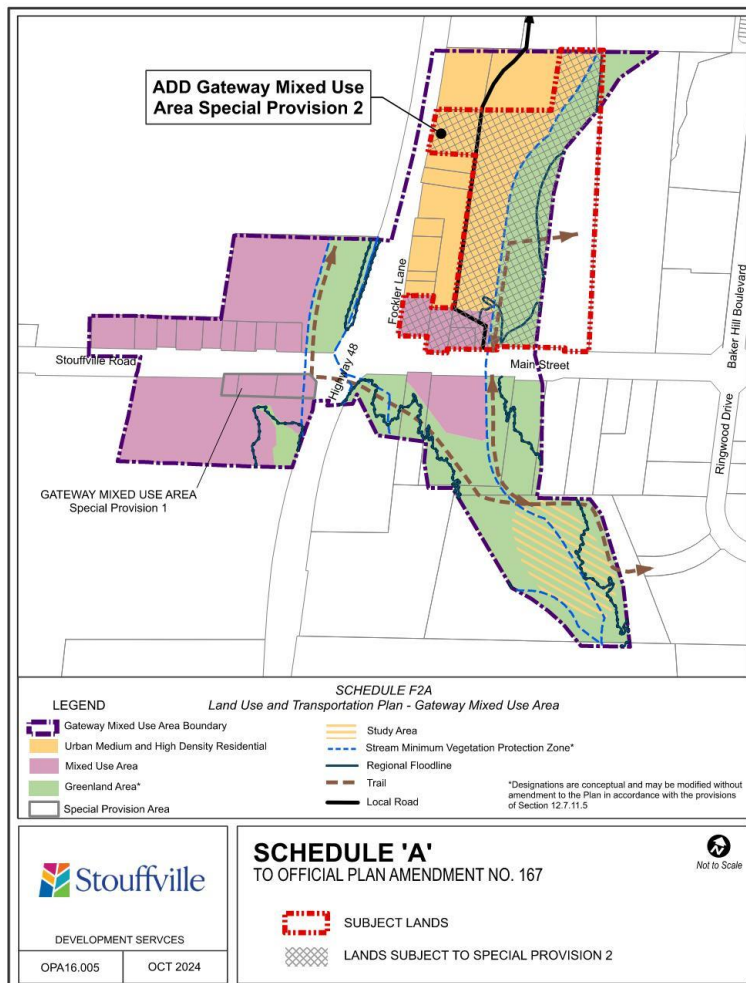 ADD Gateway Mixed Use
Area Special Provision 2
Fockler Lane
Baker Hill Boulevard
Stouffville Road
Highway 48
Main Street
Ringwood Drive
GATEWAY MIXED USE AREA
Special Provision 1
SCHEDULE F2A
Land Use and Transportation Plan - Gateway Mixed Use Area
LEGEND
Gateway Mixed Use Area Boundary
Urban Medium and High Density Residential
Mixed Use Area
Greenland Area*
Special Provision Area
Study Area
Stream Minimum Vegetation Protection Zone*
Regional Floodline
Trail
Local Road
*Designations are conceptual and may be modified without
amendment to the Plan in accordance with the provisions
of Section 12.7.11.5
Stouffville
DEVELOPMENT SERVCES
OPA16.005
OCT 2024
SCHEDULE 'A'
TO OFFICIAL PLAN AMENDMENT NO. 167
Not to Scale
SUBJECT LANDS
LANDS SUBJECT TO SPECIAL PROVISION 2